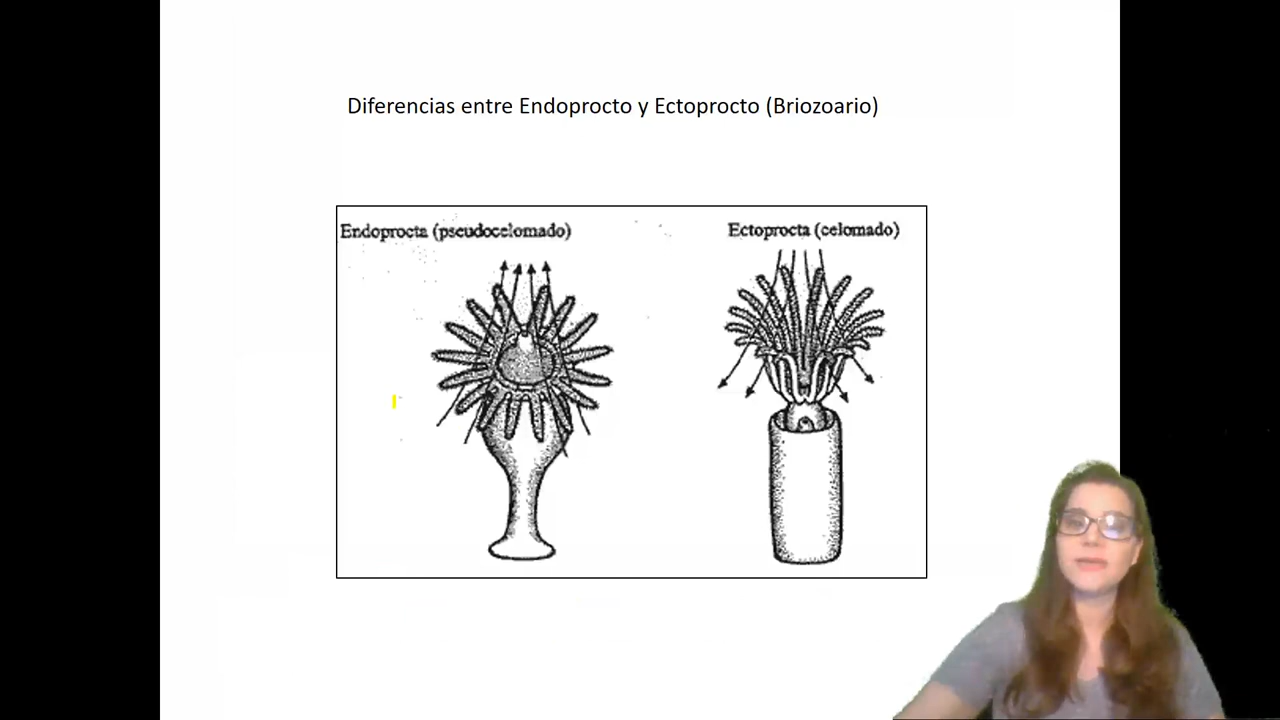 Diferencias entre Endoprocto y Ectoprocto (Briozoario)
Endoprocta (pseudocelomado)
Ectoprocta (celomado)